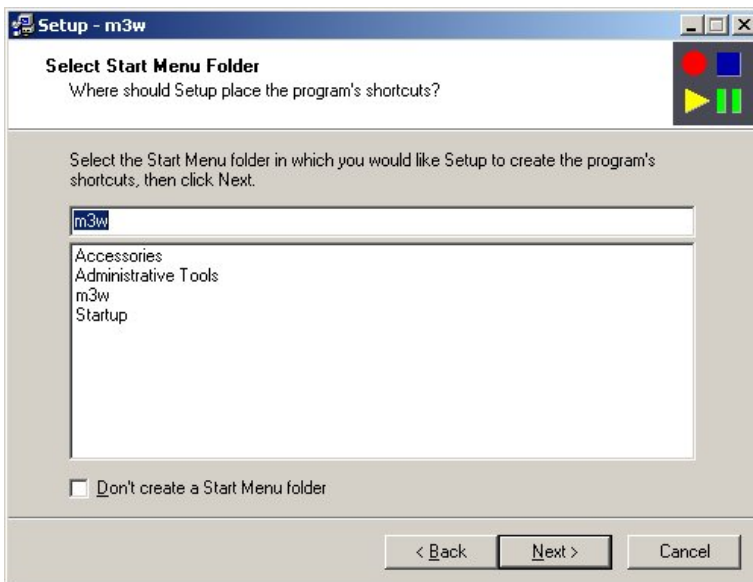 Setup - m3w
Select Start Menu Folder
Where should Setup place the program's shortcuts?
Select the Start Menu folder in which you would like Setup to create the program's
shortcuts, then click Next.
m3w
Accessories
Administrative Tools
m3w
Startup
Don't create a Start Menu folder
< Back
Next >
Cancel